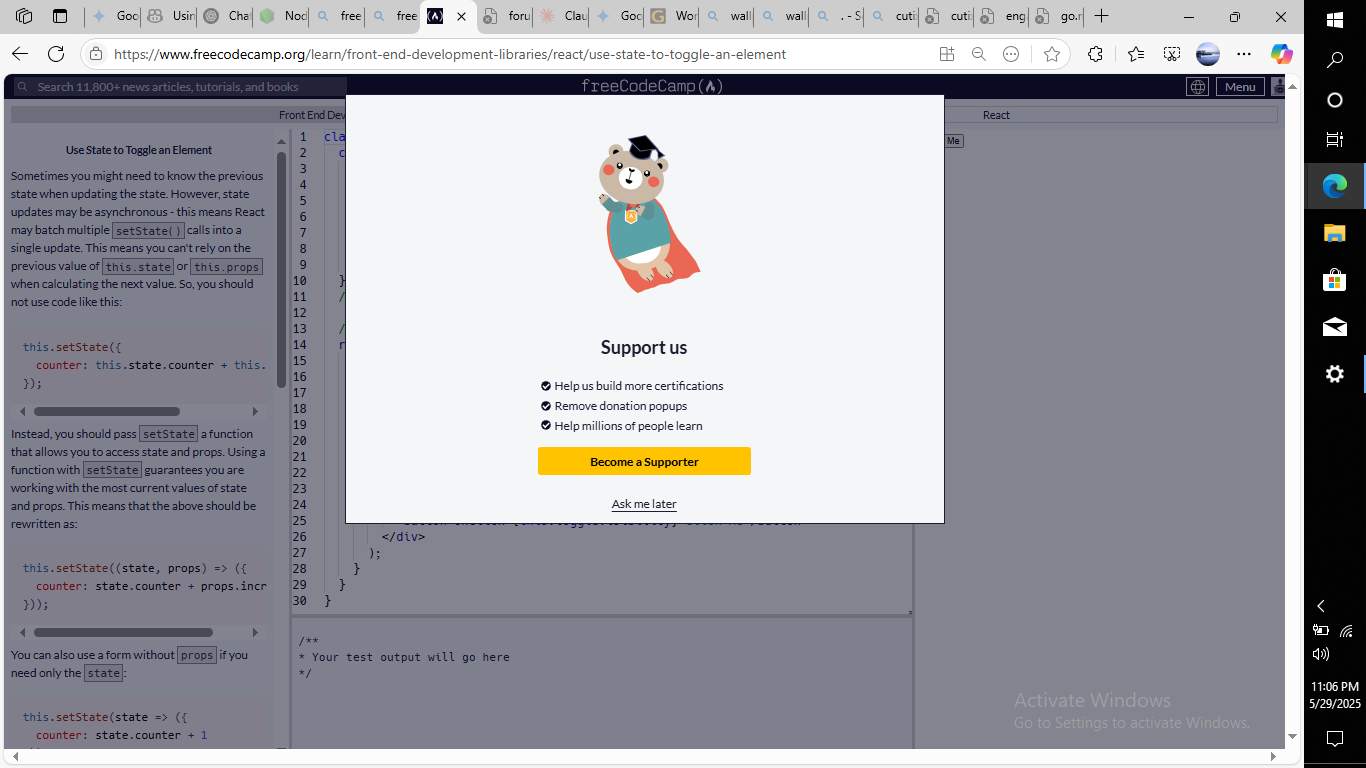 Goo
Usin
Chat
Nod
free
free
foru
Clau
Goo
Wor
wall
wall
. - S
cuti
cuti
eng
go.r
https://www.freecodecamp.org/learn/front-end-development-libraries/react/use-state-to-toggle-an-element
Search 11,800+ news articles, tutorials, and books
freeCodeCamp
Menu
Front End Dev
React
Use State to Toggle an Element
Sometimes you might need to know the previous
state when updating the state. However, state
updates may be asynchronous - this means React
may batch multiple setState() calls into a
single update. This means you can't rely on the
previous value of this.state or this.props
when calculating the next value. So, you should
not use code like this:
this.setState({
counter: this.state.counter + this.
});
Instead, you should pass setState a function
that allows you to access state and props. Using a
function with setState guarantees you are
working with the most current values of state
and props. This means that the above should be
rewritten as:
this.setState((state, props) => ({
counter: state.counter + props.incr
}));
You can also use a form without props if you
need only the state:
this.setState(state => ({
counter: state.counter + 1
1 cla
2 c
3
4
5
6
7
8
9
10 }
11 /
12
13 /
14 r
15
16
17
18
19
20
21
22
23
24
25
26 </div>
27 );
28 }
29 }
30 }
/**
* Your test output will go here
*/
Me
Support us
Help us build more certifications
Remove donation popups
Help millions of people learn
Become a Supporter
Ask me later
Activate Windows
Go to Settings to activate Windows.
11:06 PM
5/29/2025